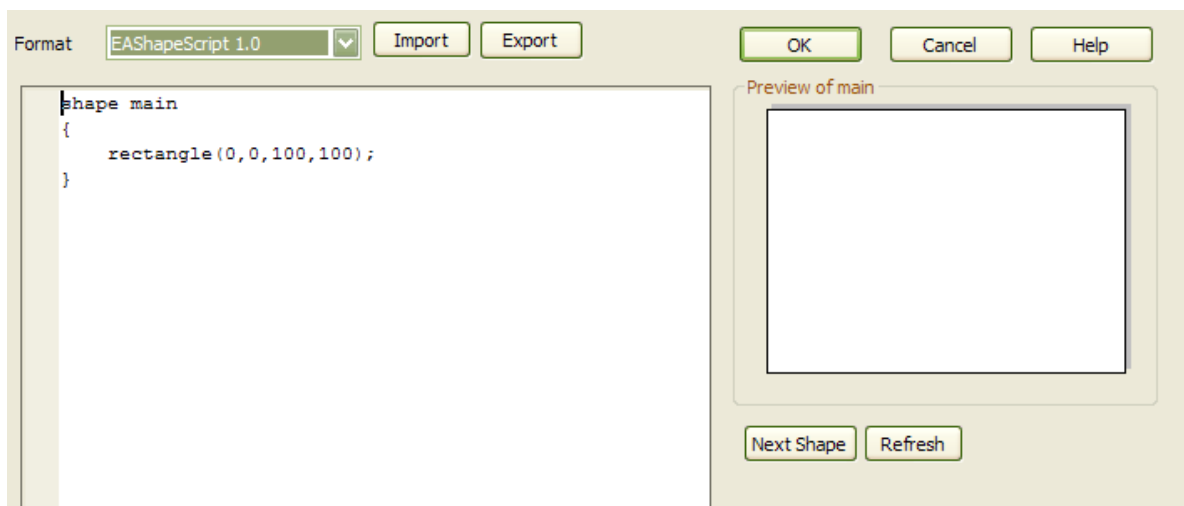 Format EAShapeScript 1.0 Import Export OK Cancel Help
shape main
{
    rectangle(0,0,100,100);
}
Preview of main
Next Shape Refresh